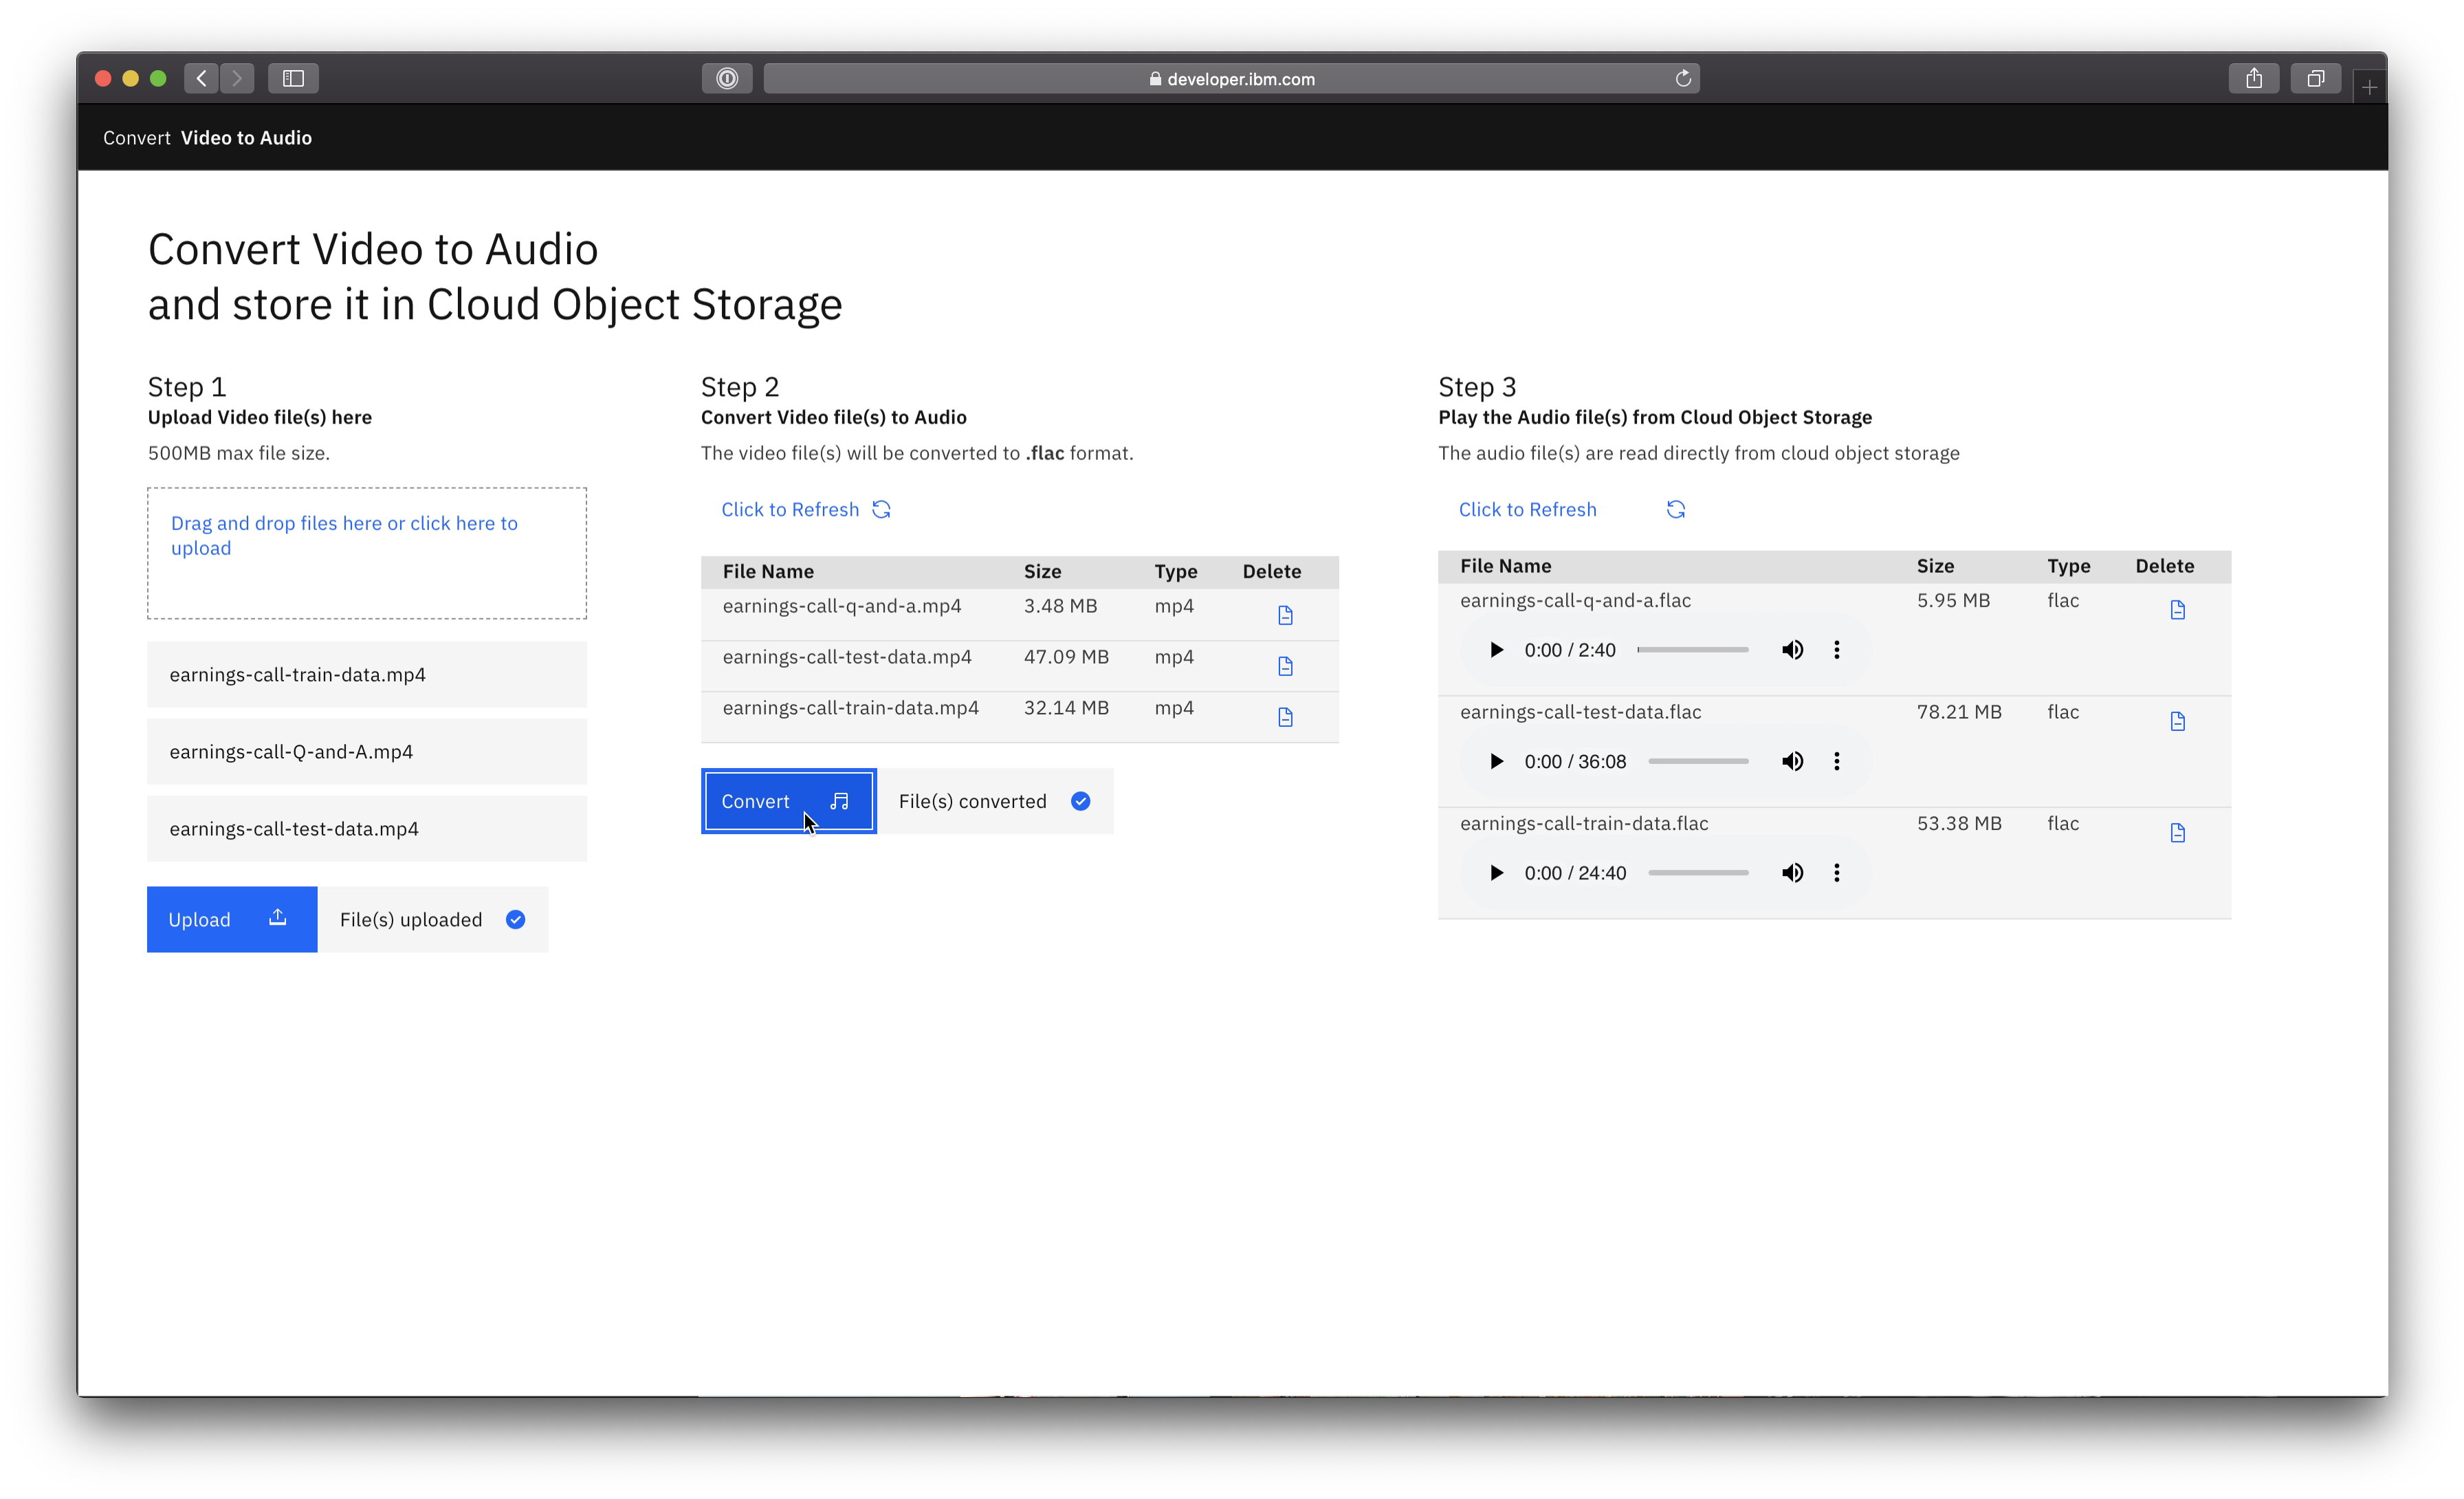 developer.ibm.com
Convert Video to Audio
Convert Video to Audio
and store it in Cloud Object Storage
Step 1
Upload Video file(s) here
500MB max file size.
Drag and drop files here or click here to
upload
earnings-call-train-data.mp4
earnings-call-Q-and-A.mp4
earnings-call-test-data.mp4
Upload
File(s) uploaded
Step 2
Convert Video file(s) to Audio
The video file(s) will be converted to .flac format.
Click to Refresh
File Name Size Type Delete
earnings-call-q-and-a.mp4 3.48 MB mp4
earnings-call-test-data.mp4 47.09 MB mp4
earnings-call-train-data.mp4 32.14 MB mp4
Convert
File(s) converted
Step 3
Play the Audio file(s) from Cloud Object Storage
The audio file(s) are read directly from cloud object storage
Click to Refresh
File Name Size Type Delete
earnings-call-q-and-a.flac 5.95 MB flac
0:00 / 2:40
earnings-call-test-data.flac 78.21 MB flac
0:00 / 36:08
earnings-call-train-data.flac 53.38 MB flac
0:00 / 24:40